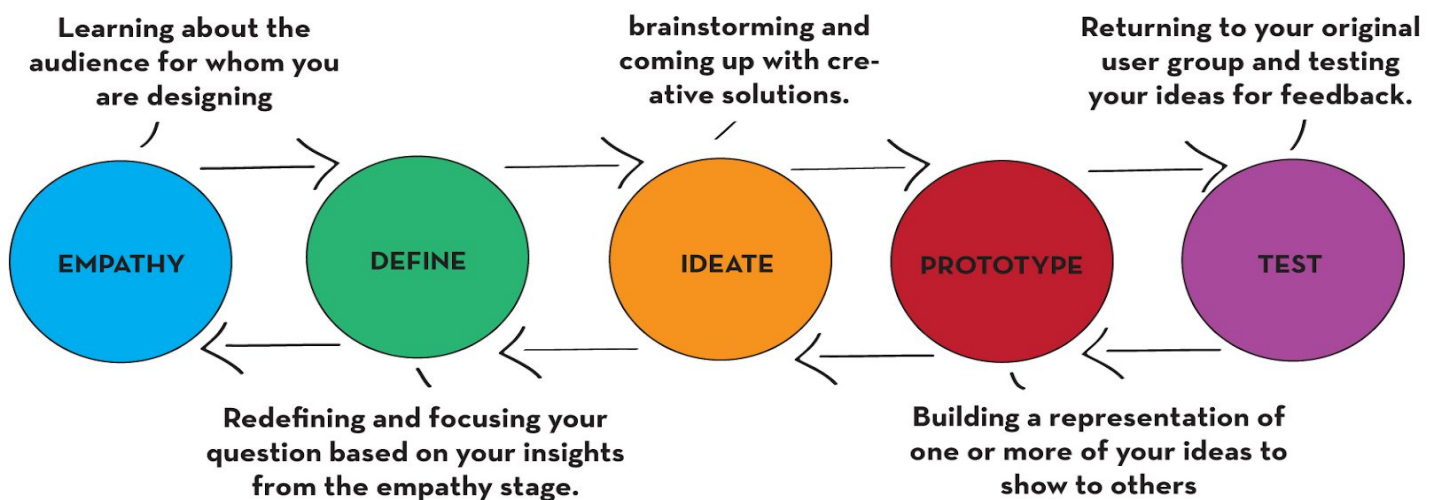 Learning about the
audience for whom you
are designing
brainstorming and
coming up with cre-
ative solutions.
Returning to your original
user group and testing
your ideas for feedback.
EMPATHY
DEFINE
IDEATE
PROTOTYPE
TEST
Redefining and focusing your
question based on your insights
from the empathy stage.
Building a representation of
one or more of your ideas to
show to others